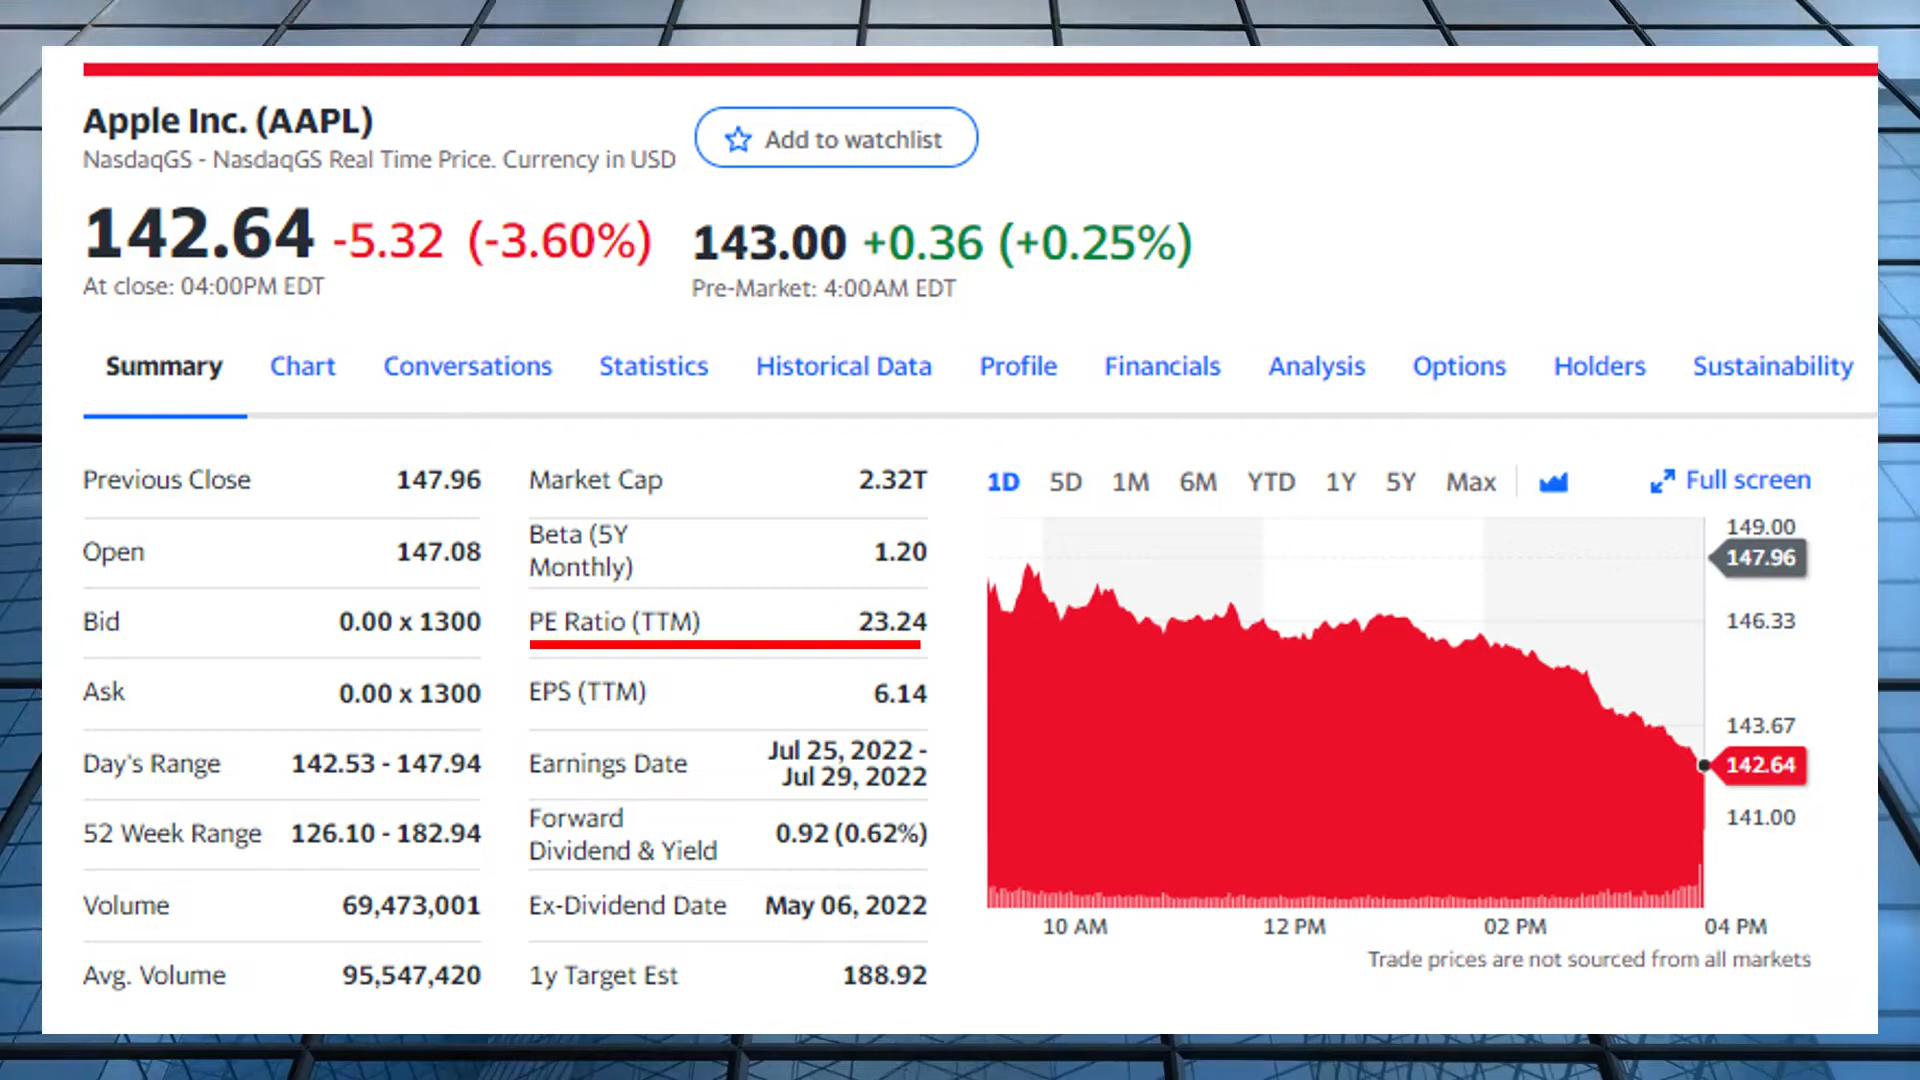 Apple Inc. (AAPL)
Add to watchlist
NasdaqGS - NasdaqGS Real Time Price. Currency in USD
142.64 -5.32 (-3.60%) 143.00 +0.36 (+0.25%)
At close: 04:00PM EDT
Pre-Market: 4:00AM EDT
Summary Chart Conversations Statistics Historical Data Profile Financials Analysis Options Holders Sustainability
Previous Close 147.96
Open 147.08
Bid 0.00 x 1300
Ask 0.00 x 1300
Day's Range 142.53 - 147.94
52 Week Range 126.10 - 182.94
Volume 69,473,001
Avg. Volume 95,547,420
Market Cap 2.32T
Beta (5Y
Monthly) 1.20
PE Ratio (TTM) 23.24
EPS (TTM) 6.14
Earnings Date Jul 25, 2022 -
Jul 29, 2022
Forward
Dividend & Yield 0.92 (0.62%)
Ex-Dividend Date May 06, 2022
1y Target Est 188.92
1D 5D 1M 6M YTD 1Y 5Y Max Full screen
149.00
147.96
146.33
143.67
142.64
141.00
10 AM 12 PM 02 PM 04 PM
Trade prices are not sourced from all markets